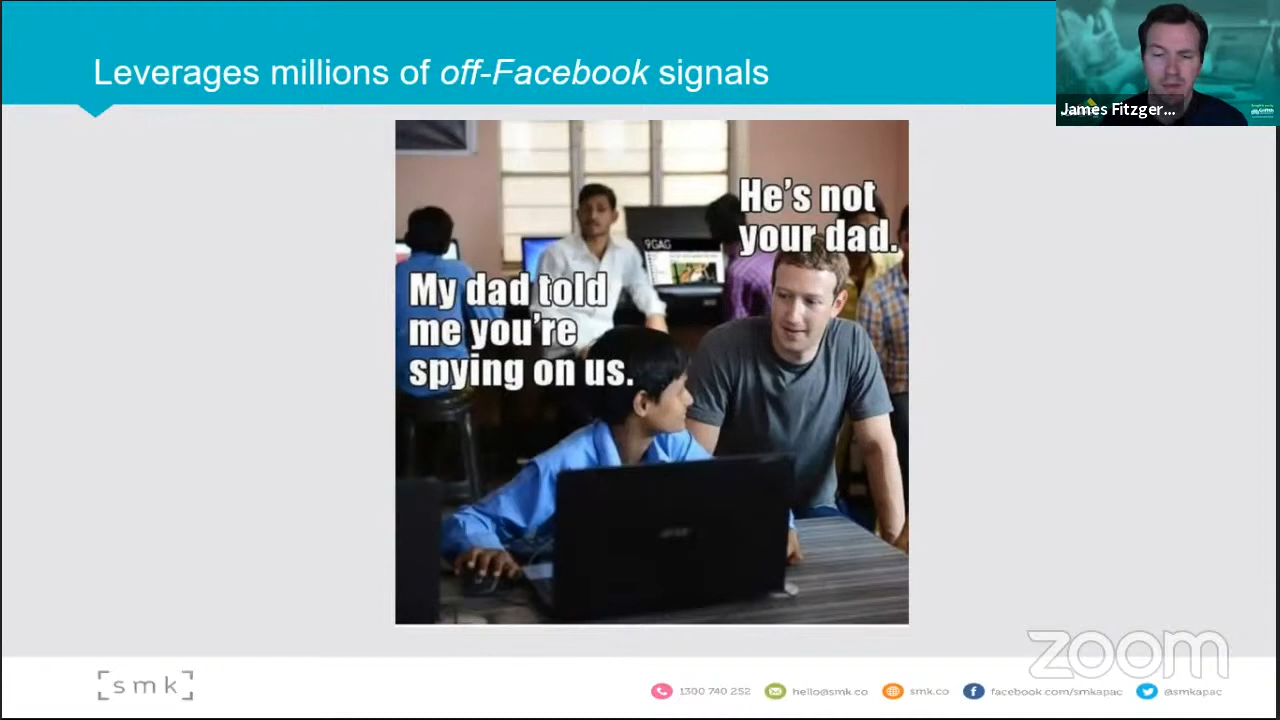 Leverages millions of off-Facebook signals
James Fitzger...
He's not
your dad.
9GAG
My dad told
me you're
spying on us.
acer
zoom
[smk]
1300 740 252
hello@smk.co
smk.co
facebook.com/smkapac
@smkapac